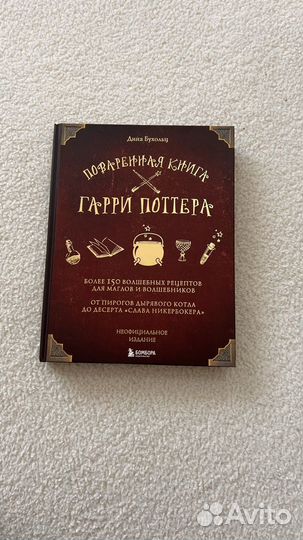 Дина Бухольц
ПОВАРЕННАЯ КНИГА
ГАРРИ ПОТТЕРА
БОЛЕЕ 150 ВОЛШЕБНЫХ РЕЦЕПТОВ
ДЛЯ МАГЛОВ И ВОЛШЕБНИКОВ
ОТ ПИРОГОВ ДЫРЯВОГО КОТЛА
ДО ДЕСЕРТА «СЛАВА НИКЕРБОКЕРА»
НЕОФИЦИАЛЬНОЕ
ИЗДАНИЕ
БОМБОРА
Avito